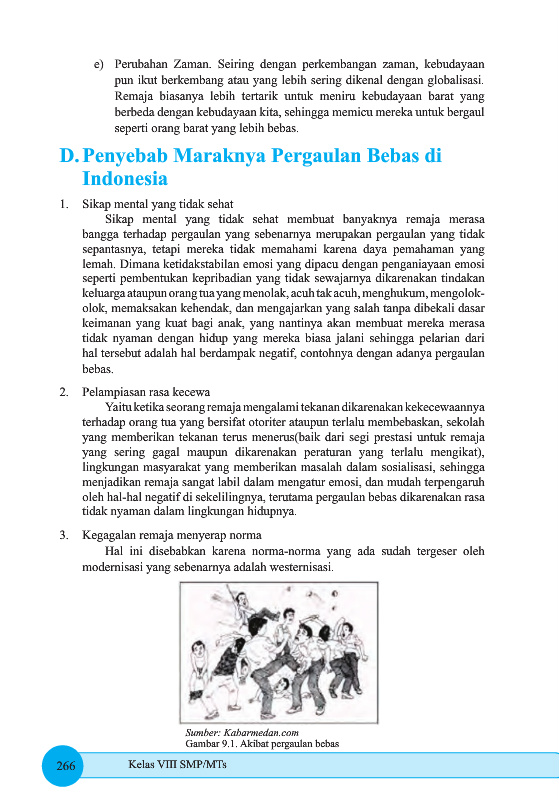 e) Perubahan Zaman. Seiring dengan perkembangan zaman, kebudayaan
pun ikut berkembang atau yang lebih sering dikenal dengan globalisasi.
Remaja biasanya lebih tertarik untuk meniru kebudayaan barat yang
berbeda dengan kebudayaan kita, sehingga memicu mereka untuk bergaul
seperti orang barat yang lebih bebas.
D. Penyebab Maraknya Pergaulan Bebas di
Indonesia
1. Sikap mental yang tidak sehat
Sikap mental yang tidak sehat membuat banyaknya remaja merasa
bangga terhadap pergaulan yang sebenarnya merupakan pergaulan yang tidak
sepantasnya, tetapi mereka tidak memahami karena daya pemahaman yang
lemah. Dimana ketidakstabilan emosi yang dipacu dengan penganiayaan emosi
seperti pembentukan kepribadian yang tidak sewajarnya dikarenakan tindakan
keluarga ataupun orang tua yang menolak, acuh tak acuh, menghukum, mengolok-
olok, memaksakan kehendak, dan mengajarkan yang salah tanpa dibekali dasar
keimanan yang kuat bagi anak, yang nantinya akan membuat mereka merasa
tidak nyaman dengan hidup yang mereka biasa jalani sehingga pelarian dari
hal tersebut adalah hal berdampak negatif, contohnya dengan adanya pergaulan
bebas.
2. Pelampiasan rasa kecewa
Yaitu ketika seorang remaja mengalami tekanan dikarenakan kekecewaannya
terhadap orang tua yang bersifat otoriter ataupun terlalu membebaskan, sekolah
yang memberikan tekanan terus menerus(baik dari segi prestasi untuk remaja
yang sering gagal maupun dikarenakan peraturan yang terlalu mengikat),
lingkungan masyarakat yang memberikan masalah dalam sosialisasi, sehingga
menjadikan remaja sangat labil dalam mengatur emosi, dan mudah terpengaruh
oleh hal-hal negatif di sekelilingnya, terutama pergaulan bebas dikarenakan rasa
tidak nyaman dalam lingkungan hidupnya.
3. Kegagalan remaja menyerap norma
Hal ini disebabkan karena norma-norma yang ada sudah tergeser oleh
modernisasi yang sebenarnya adalah westernisasi.
Sumber: Kabarmedan.com
Gambar 9.1. Akibat pergaulan bebas
266 Kelas VIII SMP/MTs